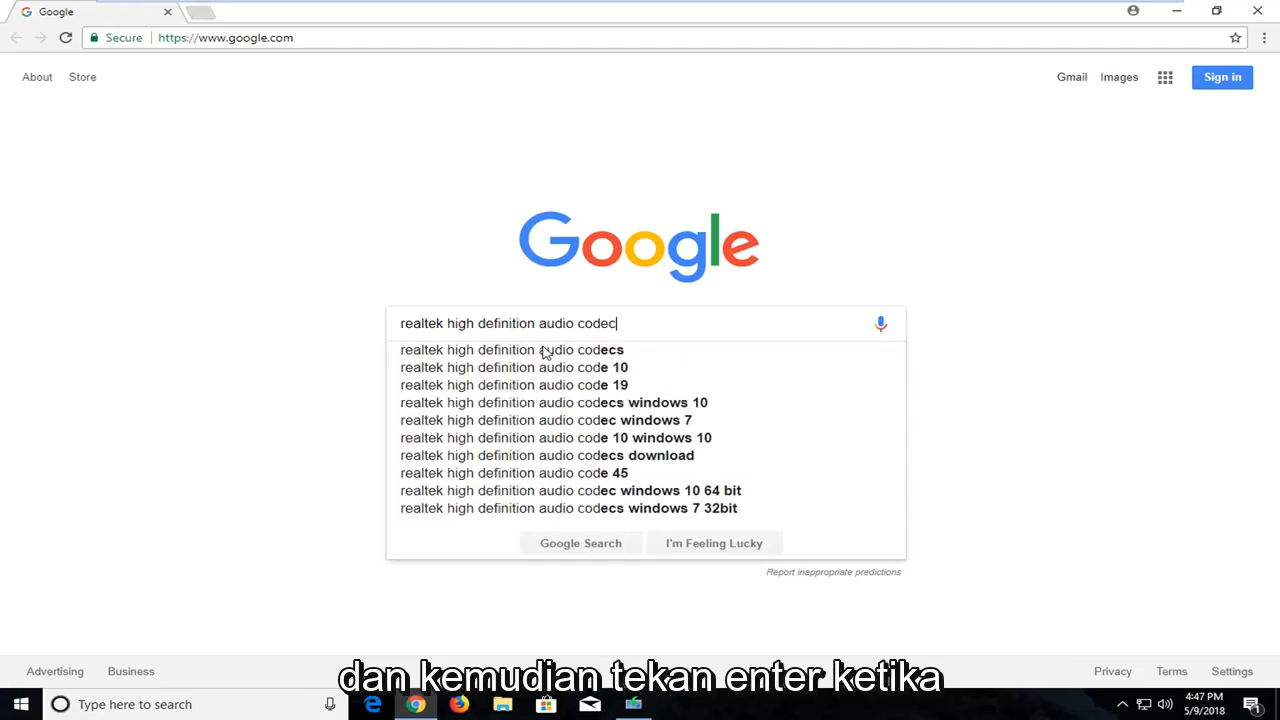 Google
Secure https://www.google.com
About Store Gmail Images Sign in
Google
realtek high definition audio codec
realtek high definition audio codecs
realtek high definition audio code 10
realtek high definition audio code 19
realtek high definition audio codecs windows 10
realtek high definition audio codec windows 7
realtek high definition audio code 10 windows 10
realtek high definition audio codecs download
realtek high definition audio code 45
realtek high definition audio codec windows 10 64 bit
realtek high definition audio codecs windows 7 32bit
Google Search I'm Feeling Lucky
Report inappropriate predictions
Advertising Business Privacy Terms Settings
dan kemudian tekan enter ketika
Type here to search
4:47 PM
5/9/2018
1